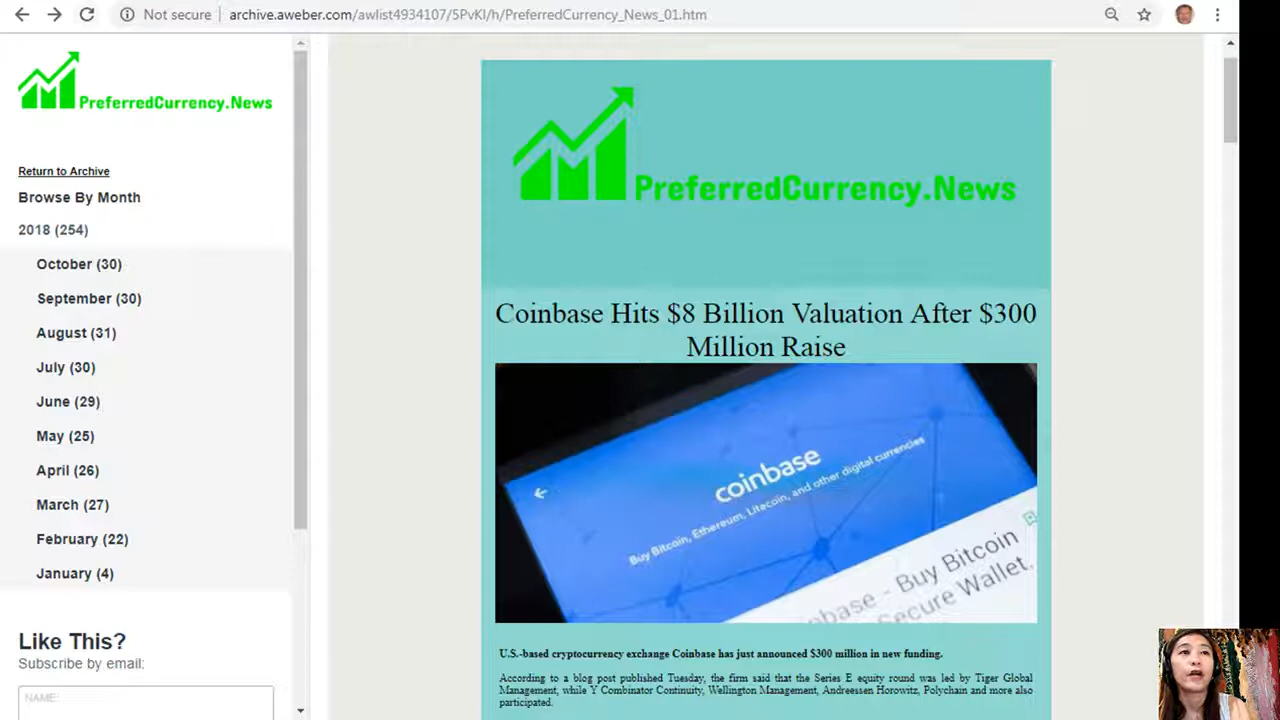 Not secure archive.aweber.com/awlist4934107/5PvKl/h/PreferredCurrency_News_01.htm
PreferredCurrency.News
Return to Archive
Browse By Month
2018 (254)
October (30)
September (30)
August (31)
July (30)
June (29)
May (25)
April (26)
March (27)
February (22)
January (4)
Like This?
Subscribe by email:
NAME:
PreferredCurrency.News
Coinbase Hits $8 Billion Valuation After $300
Million Raise
coinbase
Buy Bitcoin, Ethereum, Litecoin, and other digital currencies
base - Buy Bitcoin
Secure Wallet.
U.S.-based cryptocurrency exchange Coinbase has just announced $300 million in new funding.
According to a blog post published Tuesday, the firm said that the Series E equity round was led by Tiger Global
Management, while Y Combinator Continuity, Wellington Management, Andreessen Horowitz, Polychain and more also
participated.